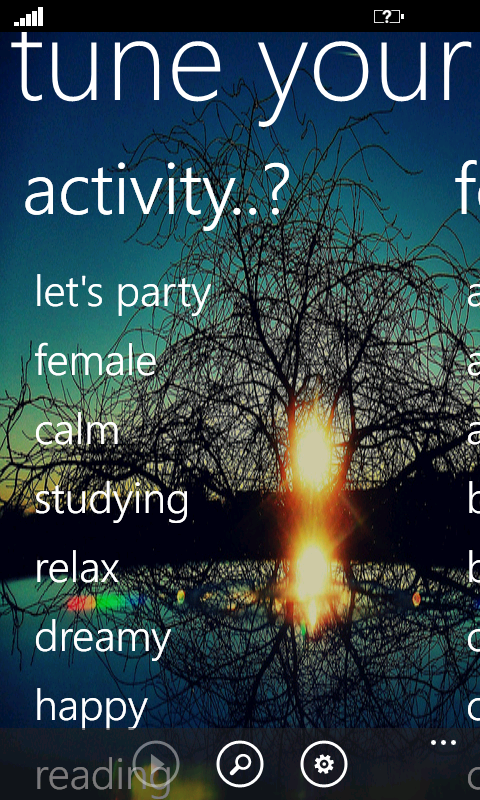 tune your
activity..?
let's party
female
calm
studying
relax
dreamy
happy
reading